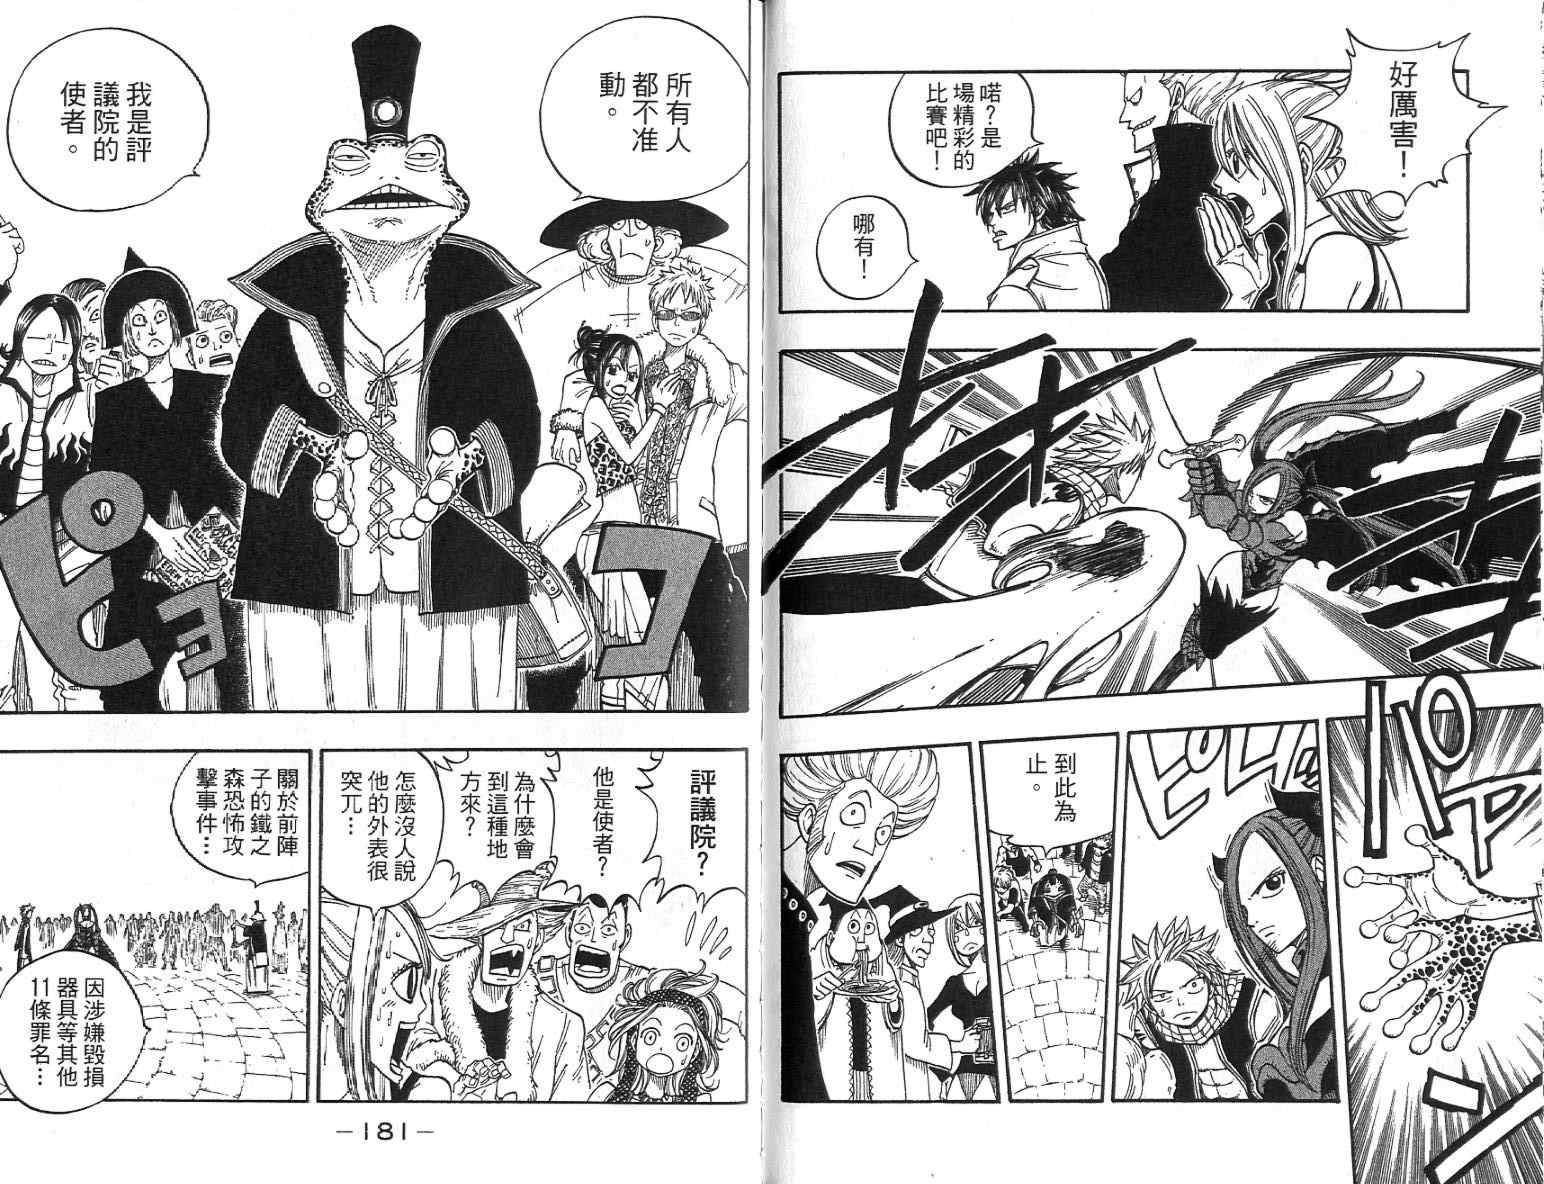 好厲害！
喏？是
場精彩的
比賽吧！
哪有！
到此為
止。
所有人
都不准
動。
我是評
議院的
使者。
ピョコ
評議院？
他是使者？
為什麼會
到這種地
方來？
怎麼沒人說
他的外表很
突兀…
關於前陣
子的鐵之
森恐怖攻
擊事件…
因涉嫌毀損
器具等其他
11條罪名…
—181—